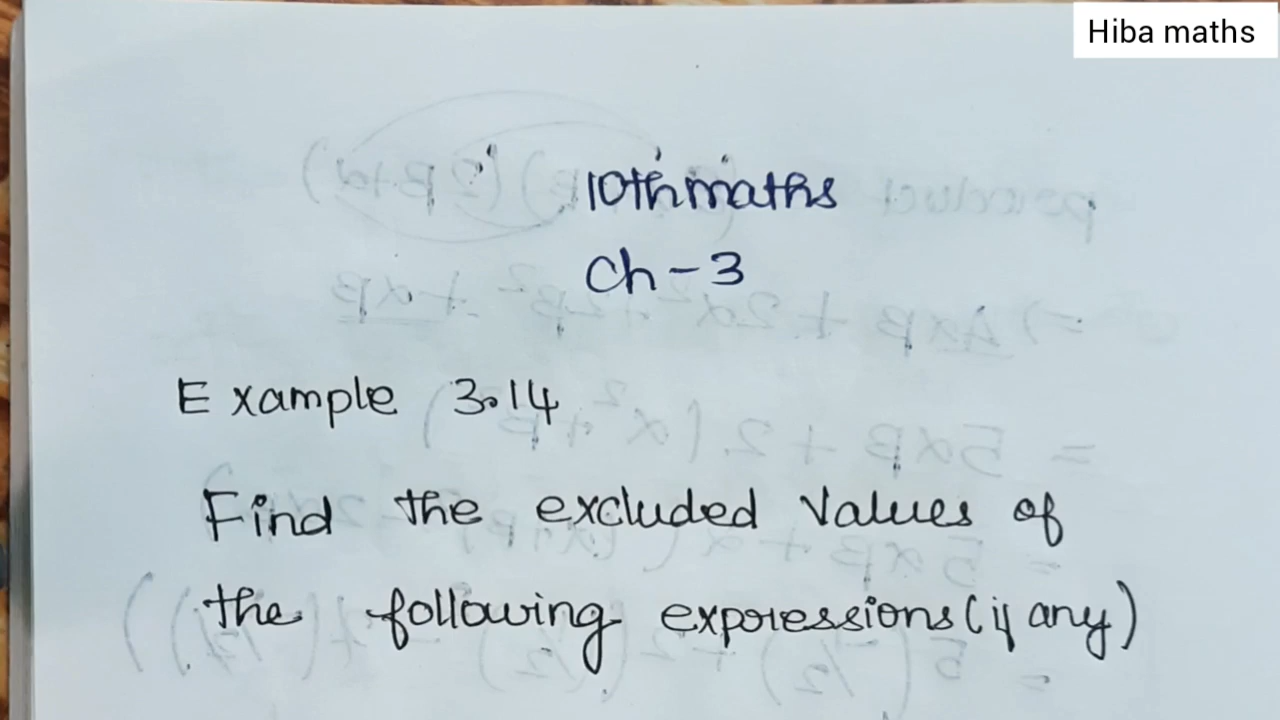 Hiba maths
10th maths
Ch - 3
Example 3.14
Find the excluded values of
the following expressions (if any)